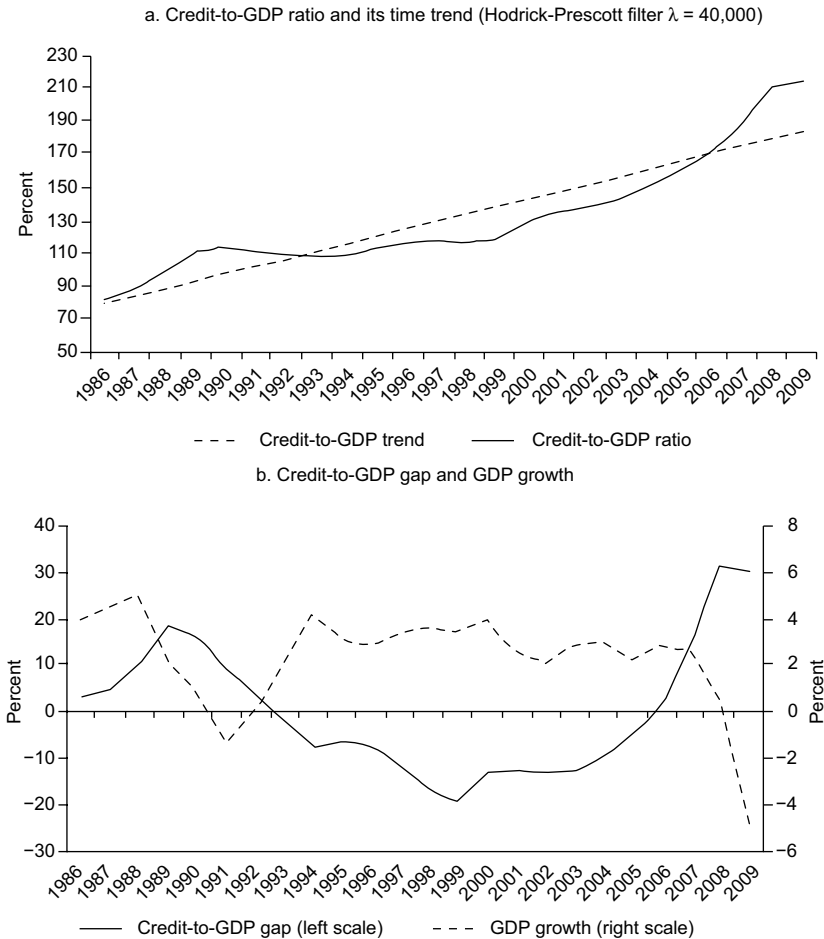 a. Credit-to-GDP ratio and its time trend (Hodrick-Prescott filter λ = 40,000)
230
210
190
170
150
130
110
90
70
50
Percent
1986 1987 1988 1989 1990 1991 1992 1993 1994 1995 1996 1997 1998 1999 2000 2001 2002 2003 2004 2005 2006 2007 2008 2009
Credit-to-GDP trend Credit-to-GDP ratio
b. Credit-to-GDP gap and GDP growth
40 8
30 6
20 4
10 2
0 0
−10 −2
−20 −4
−30 −6
Percent Percent
1986 1987 1988 1989 1990 1991 1992 1993 1994 1995 1996 1997 1998 1999 2000 2001 2002 2003 2004 2005 2006 2007 2008 2009
Credit-to-GDP gap (left scale) GDP growth (right scale)